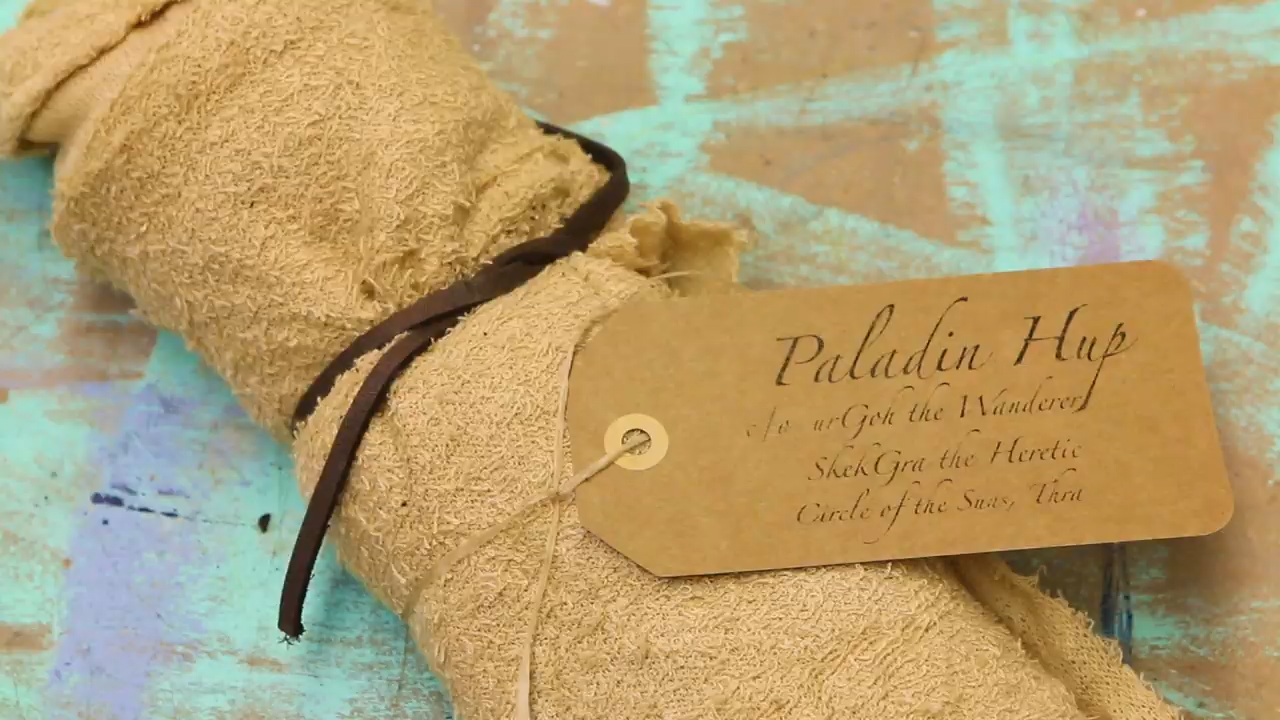 Paladin Hup
c/o urGoh the Wanderer,
SkekGra the Heretic
Circle of the Suns, Thra